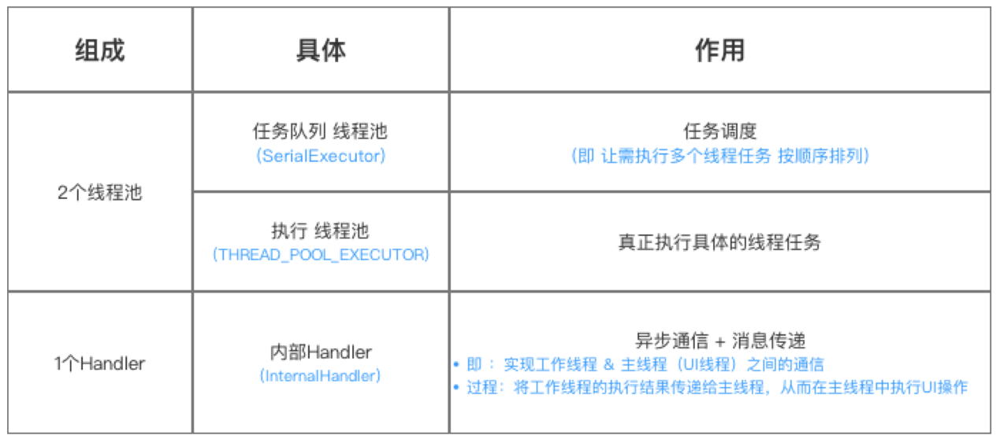 组成
具体
作用
2个线程池
任务队列 线程池
（SerialExecutor）
任务调度
（即 让需执行多个线程任务 按顺序排列）
执行 线程池
（THREAD_POOL_EXECUTOR）
真正执行具体的线程任务
1个Handler
内部Handler
（InternalHandler）
异步通信 + 消息传递
• 即 ：实现工作线程 & 主线程（UI线程）之间的通信
• 过程：将工作线程的执行结果传递给主线程，从而在主线程中执行UI操作